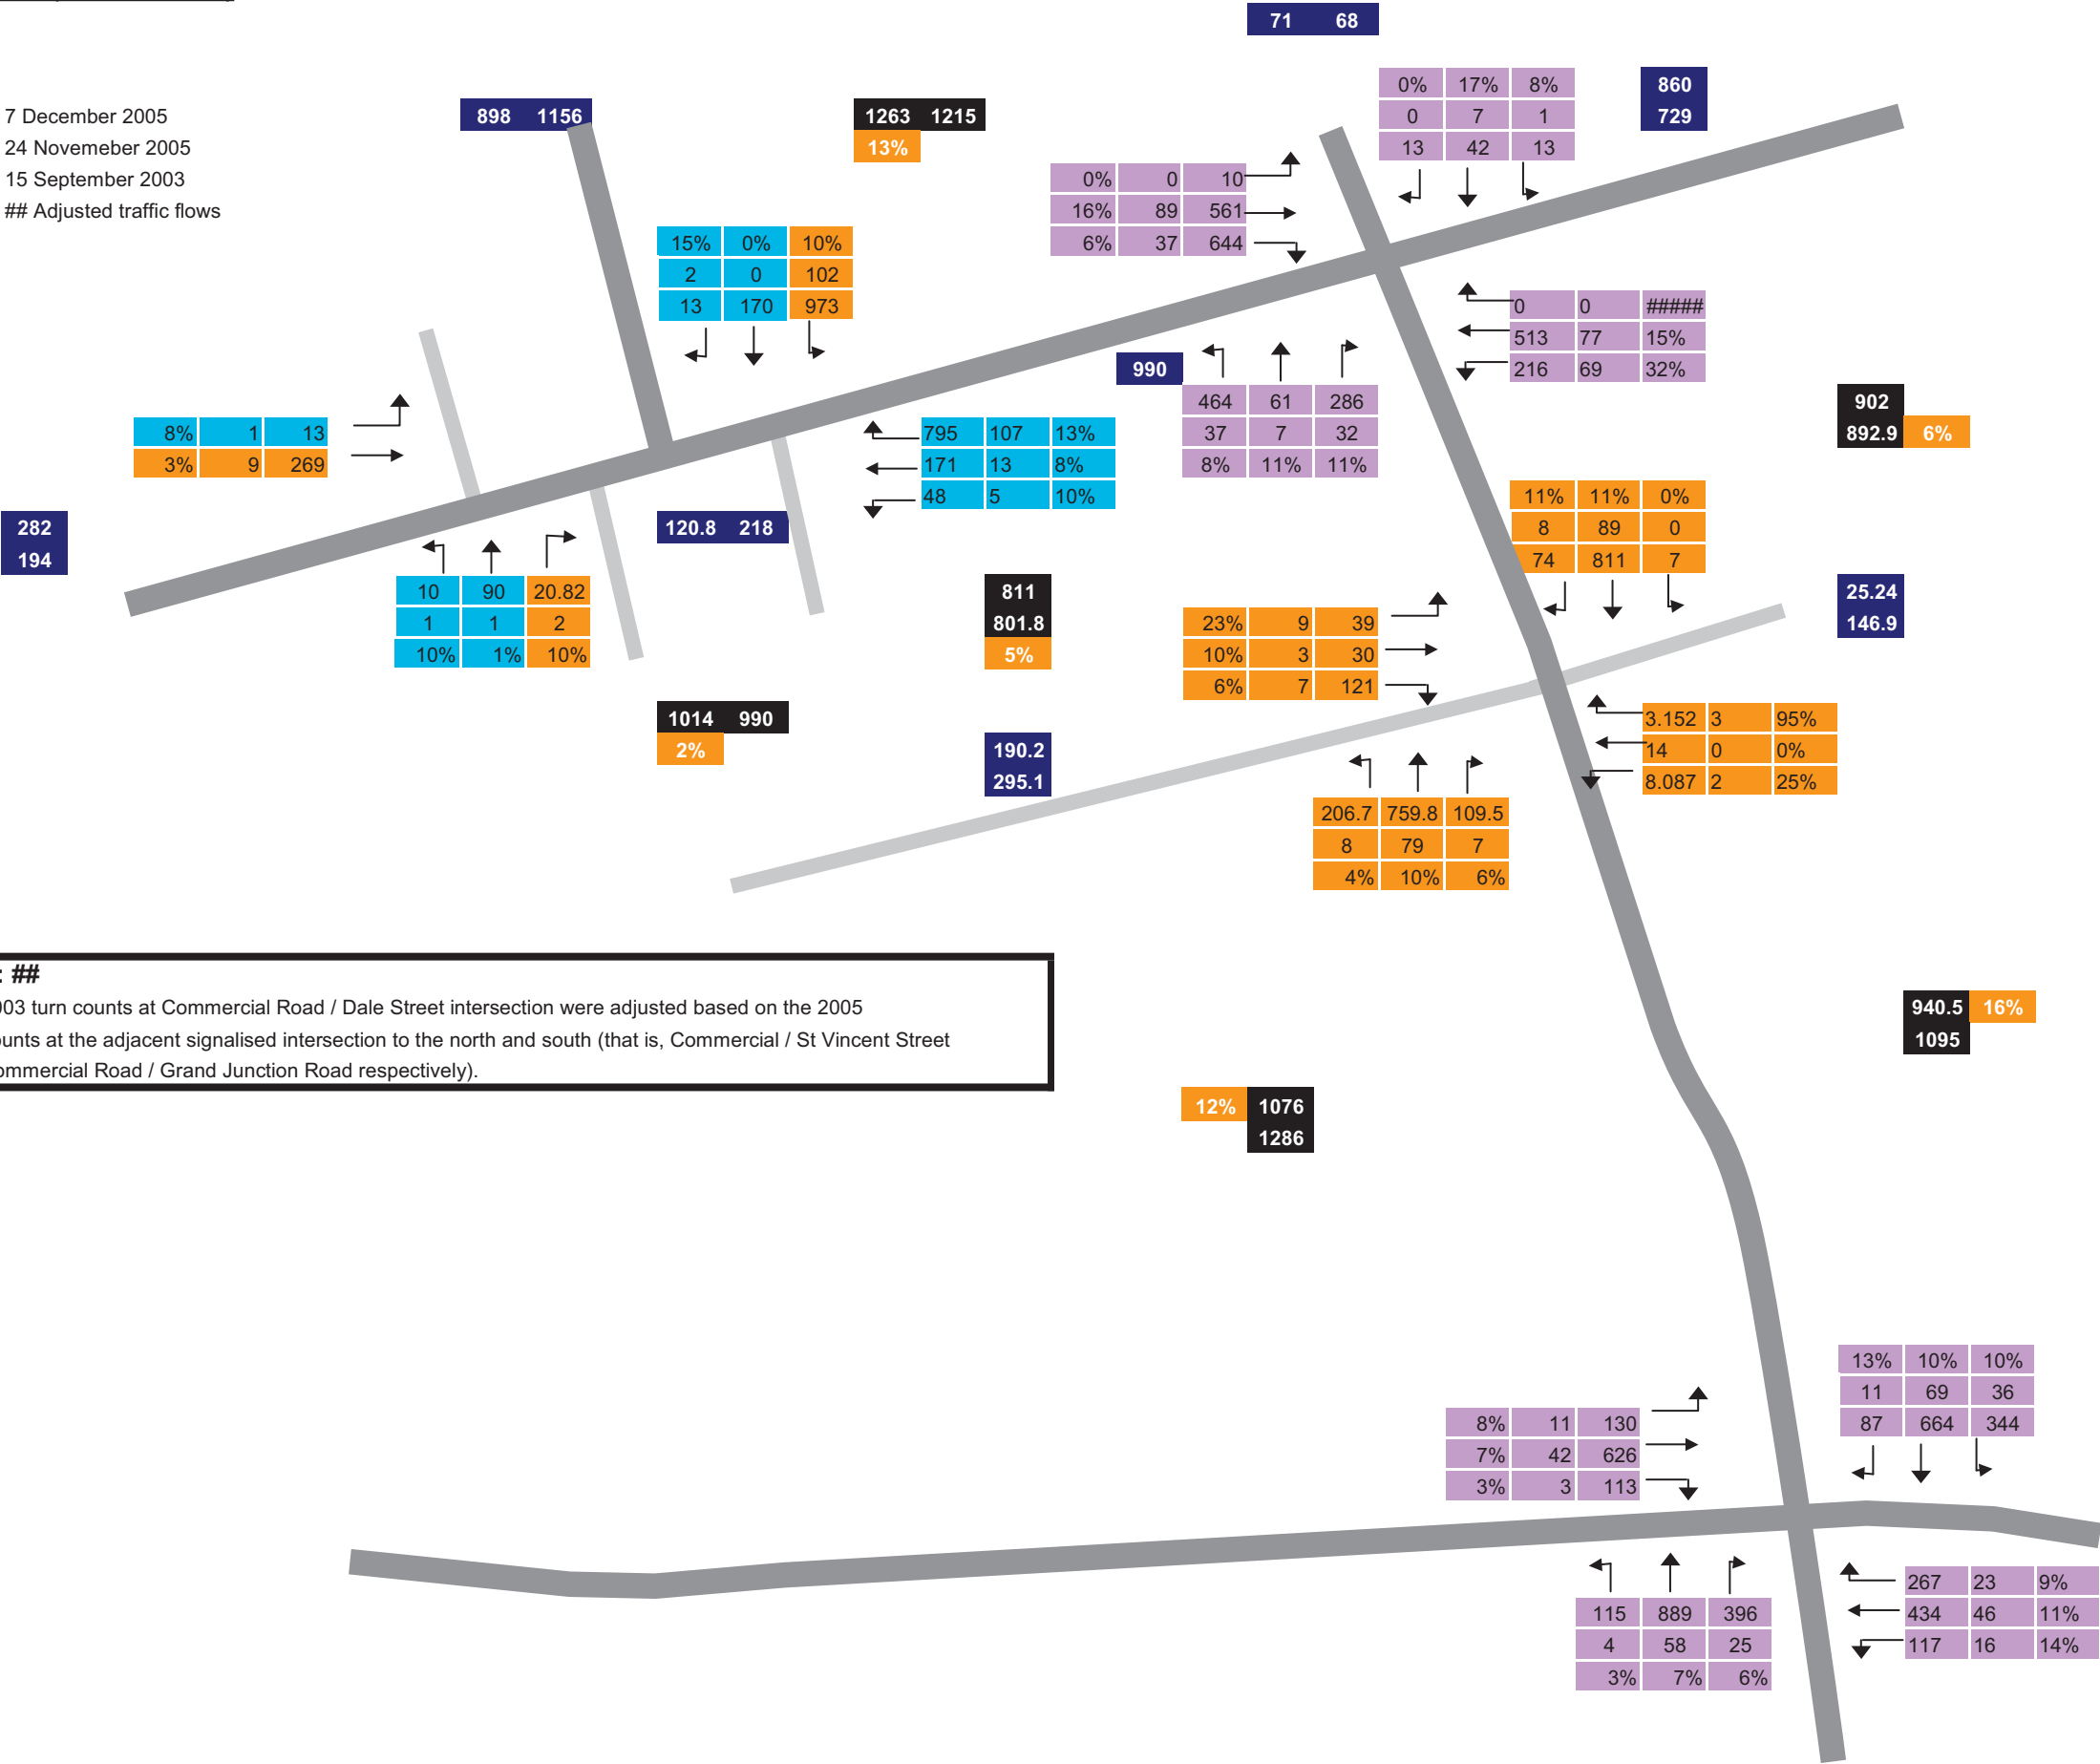 71 68
0% 17% 8%
0 7 1
13 42 13
860
729
7 December 2005
24 Novemeber 2005
15 September 2003
## Adjusted traffic flows
898 1156
1263 1215
13%
0% 0 10
16% 89 561
6% 37 644
15% 0% 10%
2 0 102
13 170 973
0 0 #####
513 77 15%
216 69 32%
990
464 61 286
37 7 32
8% 11% 11%
902
892.9 6%
8% 1 13
3% 9 269
795 107 13%
171 13 8%
48 5 10%
282
194
120.8 218
11% 11% 0%
8 89 0
74 811 7
10 90 20.82
1 1 2
10% 1% 10%
811
801.8
5%
23% 9 39
10% 3 30
6% 7 121
25.24
146.9
1014 990
2%
190.2
295.1
3.152 3 95%
14 0 0%
8.087 2 25%
206.7 759.8 109.5
8 79 7
4% 10% 6%
: ##
003 turn counts at Commercial Road / Dale Street intersection were adjusted based on the 2005
ounts at the adjacent signalised intersection to the north and south (that is, Commercial / St Vincent Street
ommercial Road / Grand Junction Road respectively).
940.5 16%
1095
12% 1076
1286
13% 10% 10%
11 69 36
87 664 344
8% 11 130
7% 42 626
3% 3 113
267 23 9%
434 46 11%
117 16 14%
115 889 396
4 58 25
3% 7% 6%